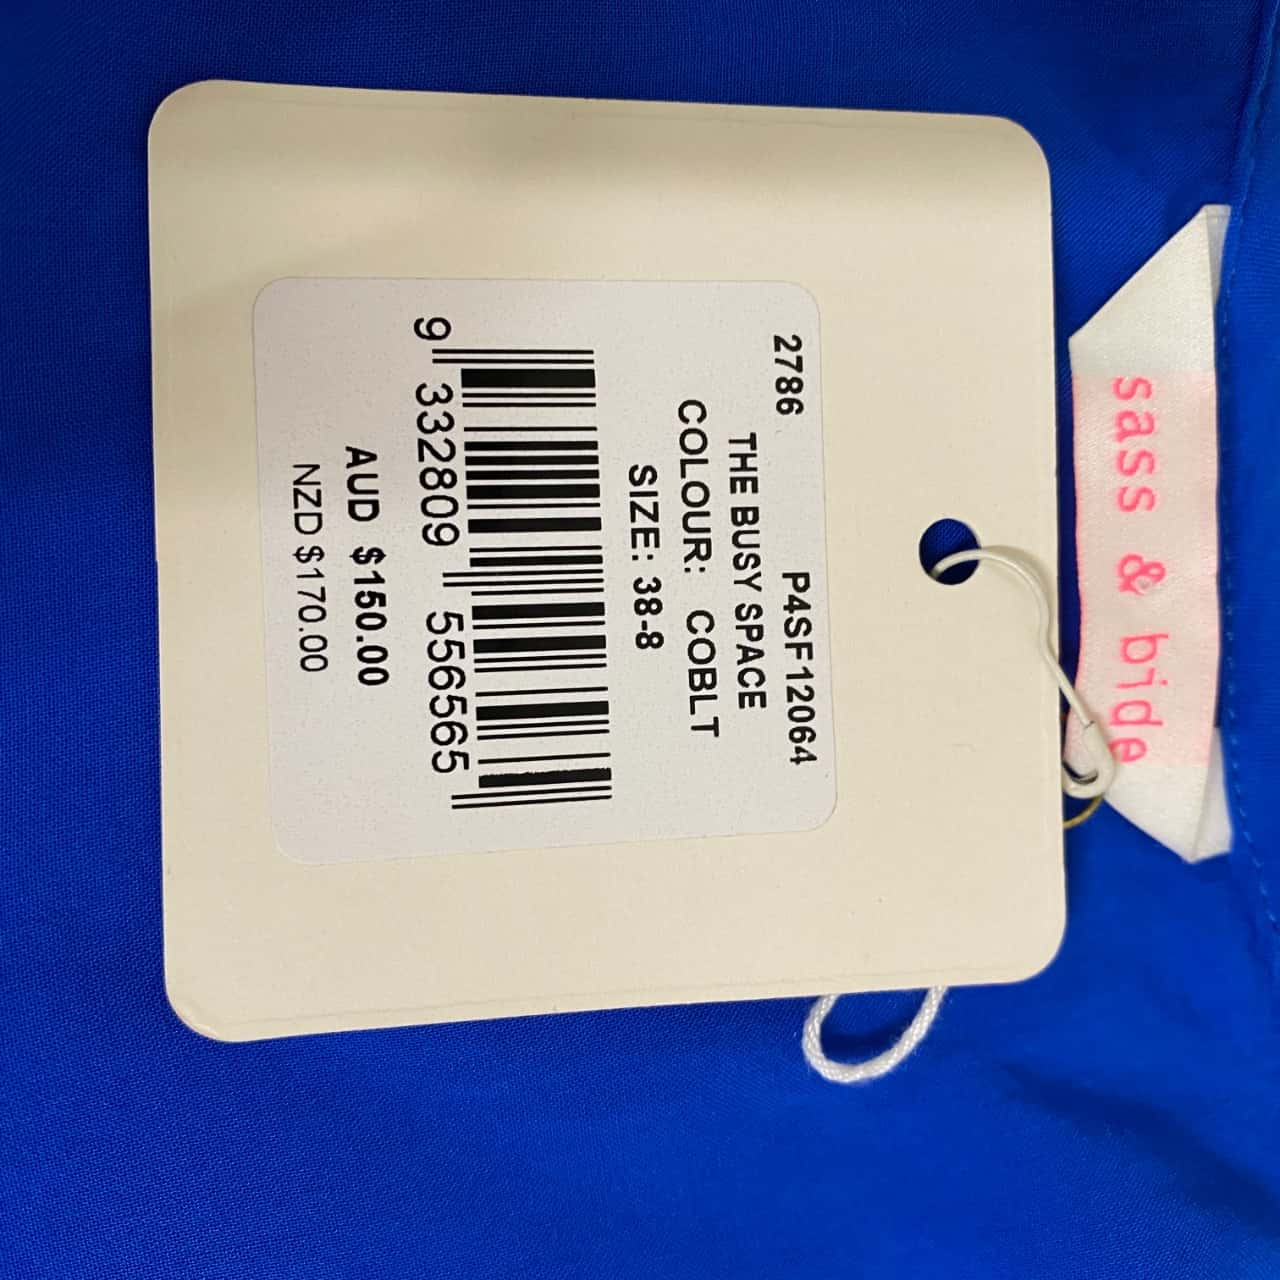 sass & bide
2786 P4SF12064
THE BUSY SPACE
COLOUR: COBLT
SIZE: 38-8
9 332809 556565
AUD $150.00
NZD $170.00